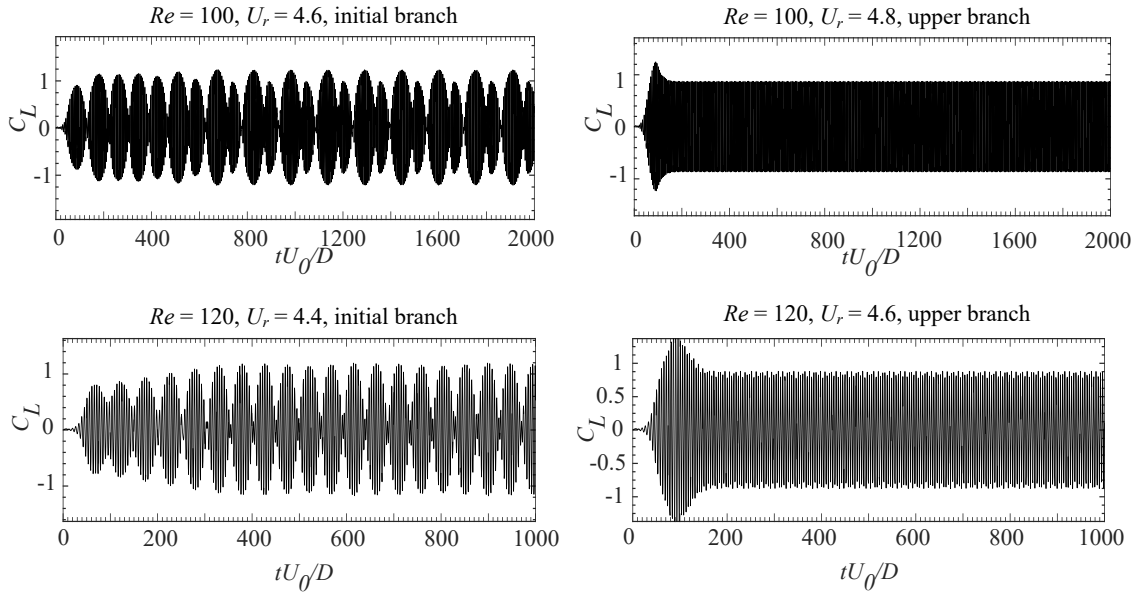 Re = 100, U_r = 4.6, initial branch
C_L
1
0
-1
0 400 800 1200 1600 2000
tU_0/D
Re = 100, U_r = 4.8, upper branch
C_L
1
0
-1
0 400 800 1200 1600 2000
tU_0/D
Re = 120, U_r = 4.4, initial branch
C_L
1
0
-1
0 200 400 600 800 1000
tU_0/D
Re = 120, U_r = 4.6, upper branch
C_L
1
0.5
0
-0.5
-1
0 200 400 600 800 1000
tU_0/D